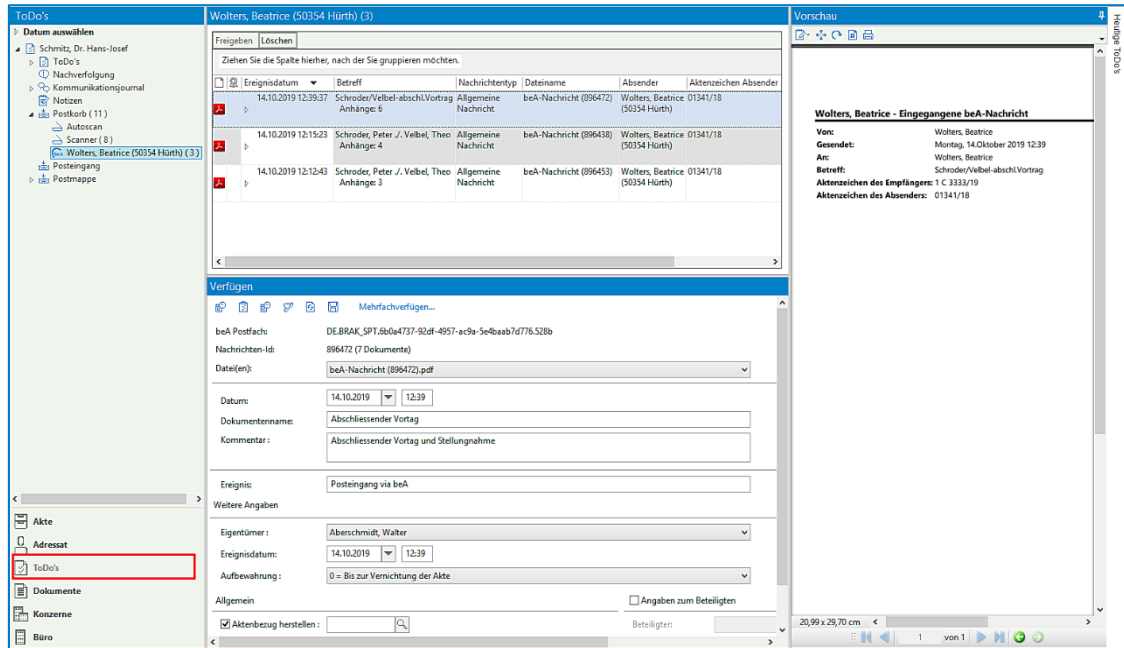 ToDo's
Datum auswählen
Schmitz, Dr. Hans-Josef
ToDo's
Nachverfolgung
Kommunikationsjournal
Notizen
Postkorb ( 11 )
Autoscan
Scanner ( 8 )
Wolters, Beatrice (50354 Hürth) ( 3 )
Posteingang
Postmappe
Akte
Adressat
ToDo's
Dokumente
Konzerne
Büro
Wolters, Beatrice (50354 Hürth) (3)
Freigeben Löschen
Ziehen Sie die Spalte hierher, nach der Sie gruppieren möchten.
Ereignisdatum Betreff Nachrichtentyp Dateiname Absender Aktenzeichen Absender
14.10.2019 12:39:37 Schroder/Velbel-abschl.Vortrag Allgemeine beA-Nachricht (896472) Wolters, Beatrice 01341/18
Anhänge: 6 Nachricht (50354 Hürth)
14.10.2019 12:15:23 Schroder, Peter ./. Velbel, Theo Allgemeine beA-Nachricht (896438) Wolters, Beatrice 01341/18
Anhänge: 4 Nachricht (50354 Hürth)
14.10.2019 12:12:43 Schroder, Peter ./. Velbel, Theo Allgemeine beA-Nachricht (896453) Wolters, Beatrice 01341/18
Anhänge: 3 Nachricht (50354 Hürth)
Verfügen
Mehrfachverfügen...
beA Postfach: DE.BRAK_SPT.6b0a4737-92df-4957-ac9a-5e4baab7d776.528b
Nachrichten-Id: 896472 (7 Dokumente)
Datei(en): beA-Nachricht (896472).pdf
Datum: 14.10.2019 12:39
Dokumentenname: Abschliessender Vortag
Kommentar : Abschliessender Vortag und Stellungnahme
Ereignis: Posteingang via beA
Weitere Angaben
Eigentümer : Aberschmidt, Walter
Ereignisdatum: 14.10.2019 12:39
Aufbewahrung : 0 = Bis zur Vernichtung der Akte
Allgemein Angaben zum Beteiligten
Aktenbezug herstellen : Beteiligter:
Vorschau
Wolters, Beatrice - Eingegangene beA-Nachricht
Von: Wolters, Beatrice
Gesendet: Montag, 14.Oktober 2019 12:39
An: Wolters, Beatrice
Betreff: Schroder/Velbel-abschl.Vortrag
Aktenzeichen des Empfängers: 1 C 3333/19
Aktenzeichen des Absenders: 01341/18
20,99 x 29,70 cm
1 von 1
Heutige ToDo's